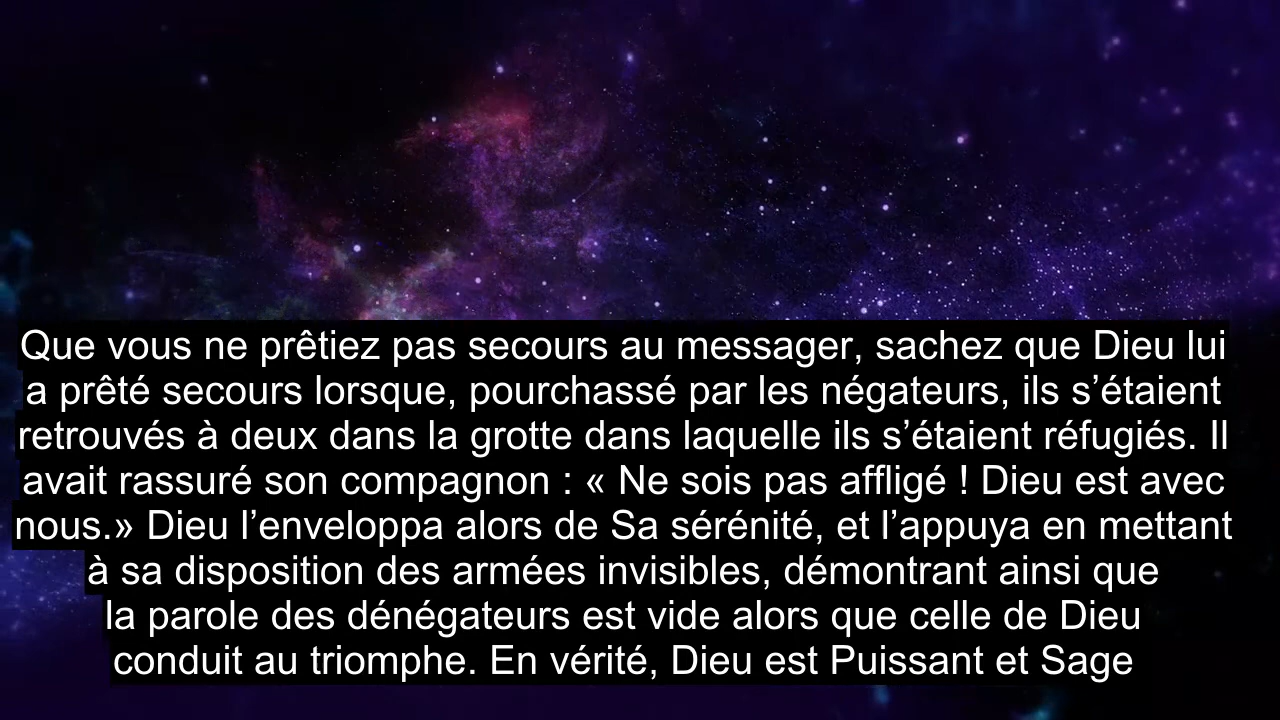 Que vous ne prêtiez pas secours au messager, sachez que Dieu lui
a prêté secours lorsque, pourchassé par les négateurs, ils s’étaient
retrouvés à deux dans la grotte dans laquelle ils s’étaient réfugiés. Il
avait rassuré son compagnon : « Ne sois pas affligé ! Dieu est avec
nous.» Dieu l’enveloppa alors de Sa sérénité, et l’appuya en mettant
à sa disposition des armées invisibles, démontrant ainsi que
la parole des dénégateurs est vide alors que celle de Dieu
conduit au triomphe. En vérité, Dieu est Puissant et Sage